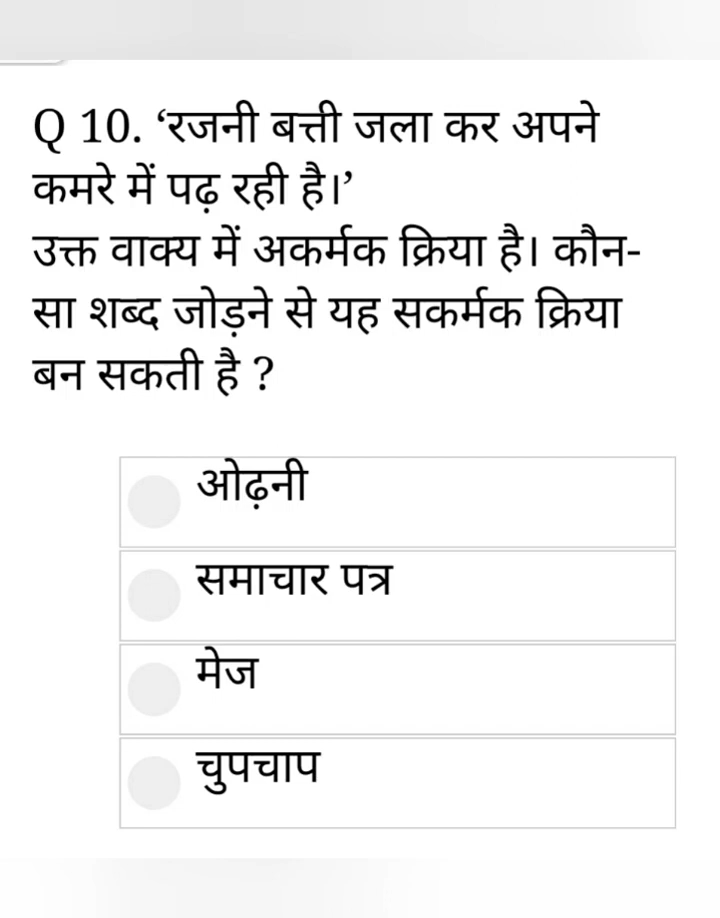 Q 10. ‘रजनी बत्ती जला कर अपने
कमरे में पढ़ रही है।’
उक्त वाक्य में अकर्मक क्रिया है। कौन-
सा शब्द जोड़ने से यह सकर्मक क्रिया
बन सकती है ?
ओढ़नी
समाचार पत्र
मेज
चुपचाप